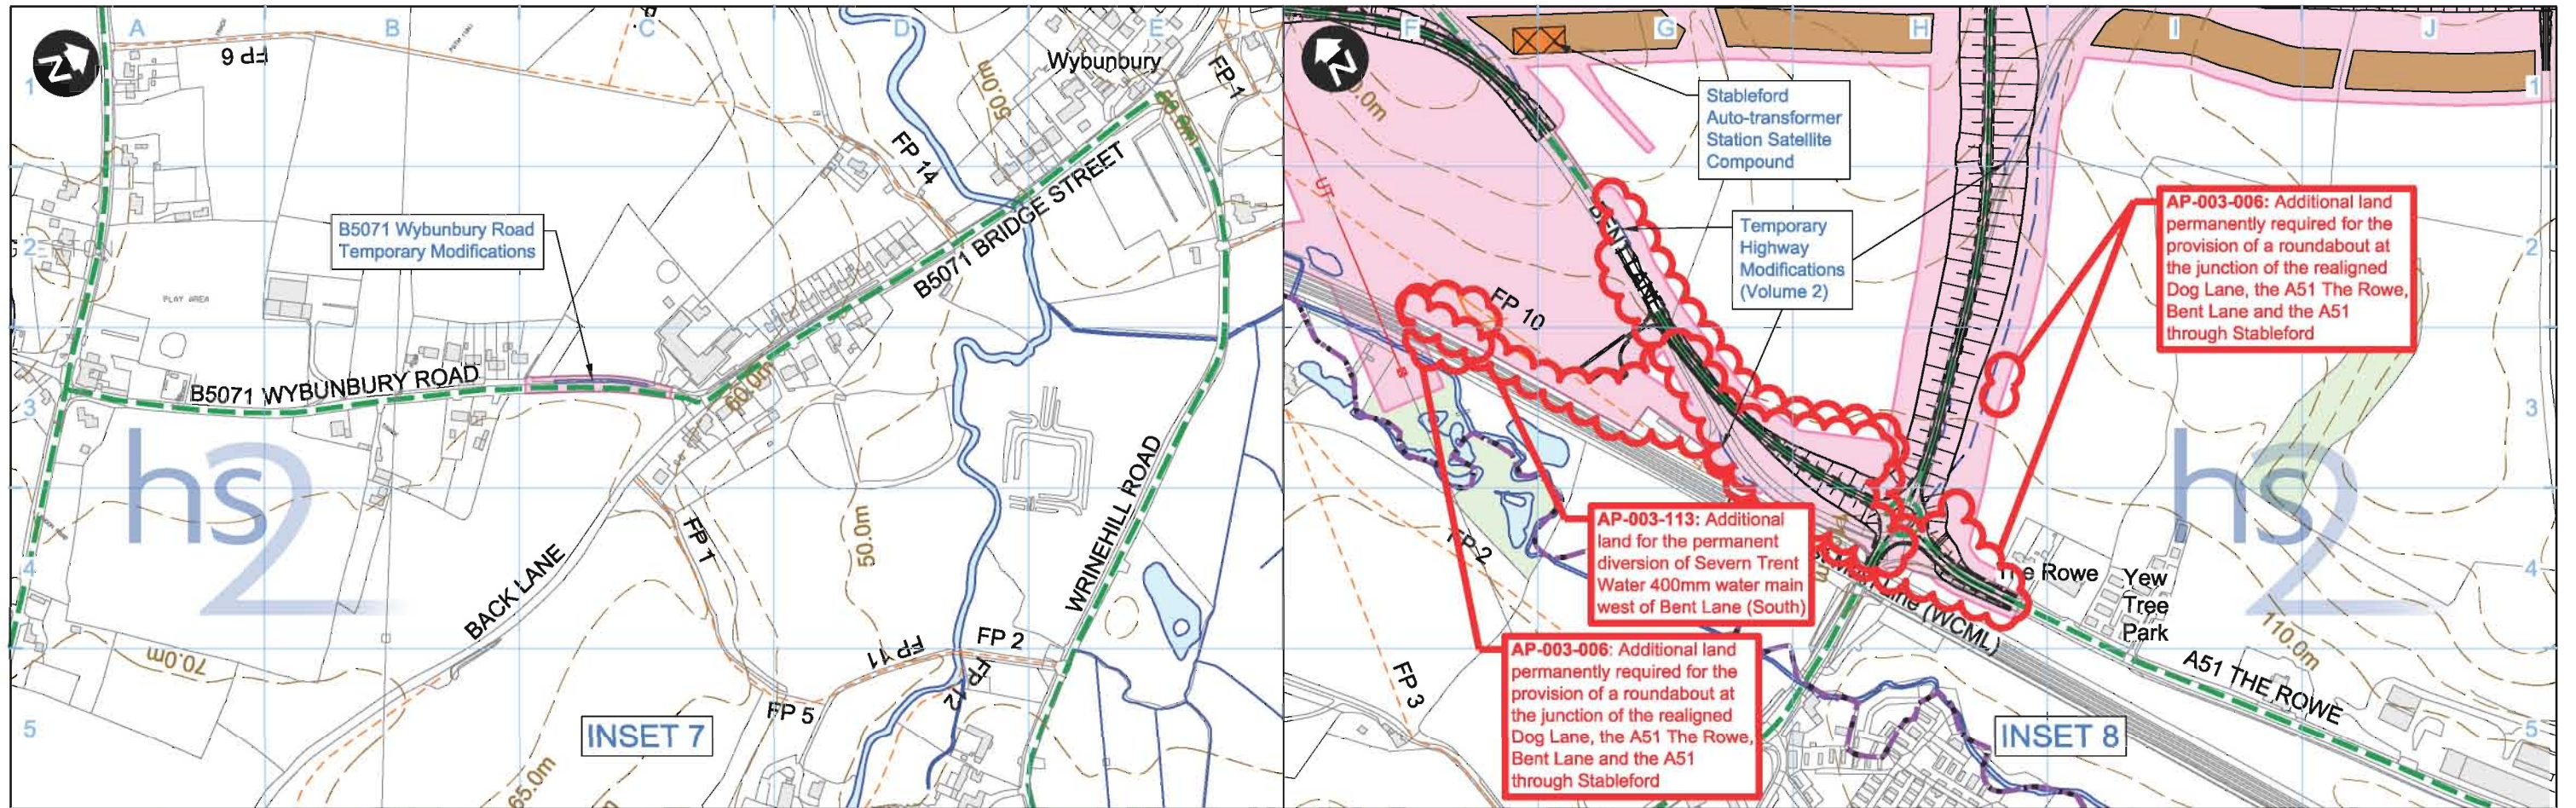 A
B
C
D
E
1
2
3
4
5
N
FP 6
FP 14
Wybunbury
FP 1
50.0m
B5071 BRIDGE STREET
B5071 Wybunbury Road
Temporary Modifications
PLAY AREA
B5071 WYBUNBURY ROAD
60.0m
hs2
BACK LANE
FP 1
50.0m
WRINEHILL ROAD
FP 2
FP 11
FP 12
FP 5
70.0m
65.0m
INSET 7
F
G
H
I
J
1
2
3
4
5
N
Stableford
Auto-transformer
Station Satellite
Compound
Temporary
Highway
Modifications
(Volume 2)
AP-003-006: Additional land
permanently required for the
provision of a roundabout at
the junction of the realigned
Dog Lane, the A51 The Rowe,
Bent Lane and the A51
through Stableford
UT
BENT LANE
FP 10
AP-003-113: Additional
land for the permanent
diversion of Severn Trent
Water 400mm water main
west of Bent Lane (South)
FP 2
The Rowe
Yew
Tree
Park
(WCML)
110.0m
hs2
AP-003-006: Additional land
permanently required for the
provision of a roundabout at
the junction of the realigned
Dog Lane, the A51 The Rowe,
Bent Lane and the A51
through Stableford
A51 THE ROWE
FP 3
INSET 8